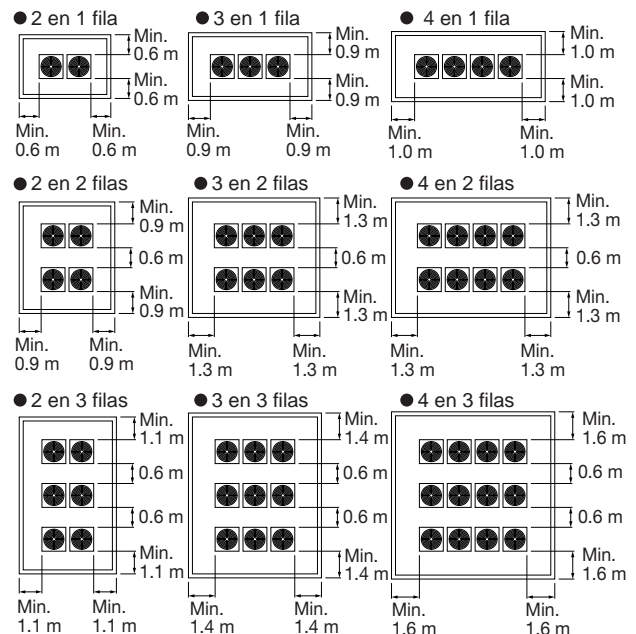 ● 2 en 1 fila
Min.
0.6 m
Min.
0.6 m
Min.
0.6 m
Min.
0.6 m
● 3 en 1 fila
Min.
0.9 m
Min.
0.9 m
Min.
0.9 m
Min.
0.9 m
● 4 en 1 fila
Min.
1.0 m
Min.
1.0 m
Min.
1.0 m
Min.
1.0 m
● 2 en 2 filas
Min.
0.9 m
0.6 m
Min.
0.9 m
Min.
0.9 m
Min.
0.9 m
● 3 en 2 filas
Min.
1.3 m
0.6 m
Min.
1.3 m
Min.
1.3 m
Min.
1.3 m
● 4 en 2 filas
Min.
1.3 m
0.6 m
Min.
1.3 m
Min.
1.3 m
Min.
1.3 m
● 2 en 3 filas
Min.
1.1 m
0.6 m
0.6 m
Min.
1.1 m
Min.
1.1 m
Min.
1.1 m
● 3 en 3 filas
Min.
1.4 m
0.6 m
0.6 m
Min.
1.4 m
Min.
1.4 m
Min.
1.4 m
● 4 en 3 filas
Min.
1.6 m
0.6 m
0.6 m
Min.
1.6 m
Min.
1.6 m
Min.
1.6 m